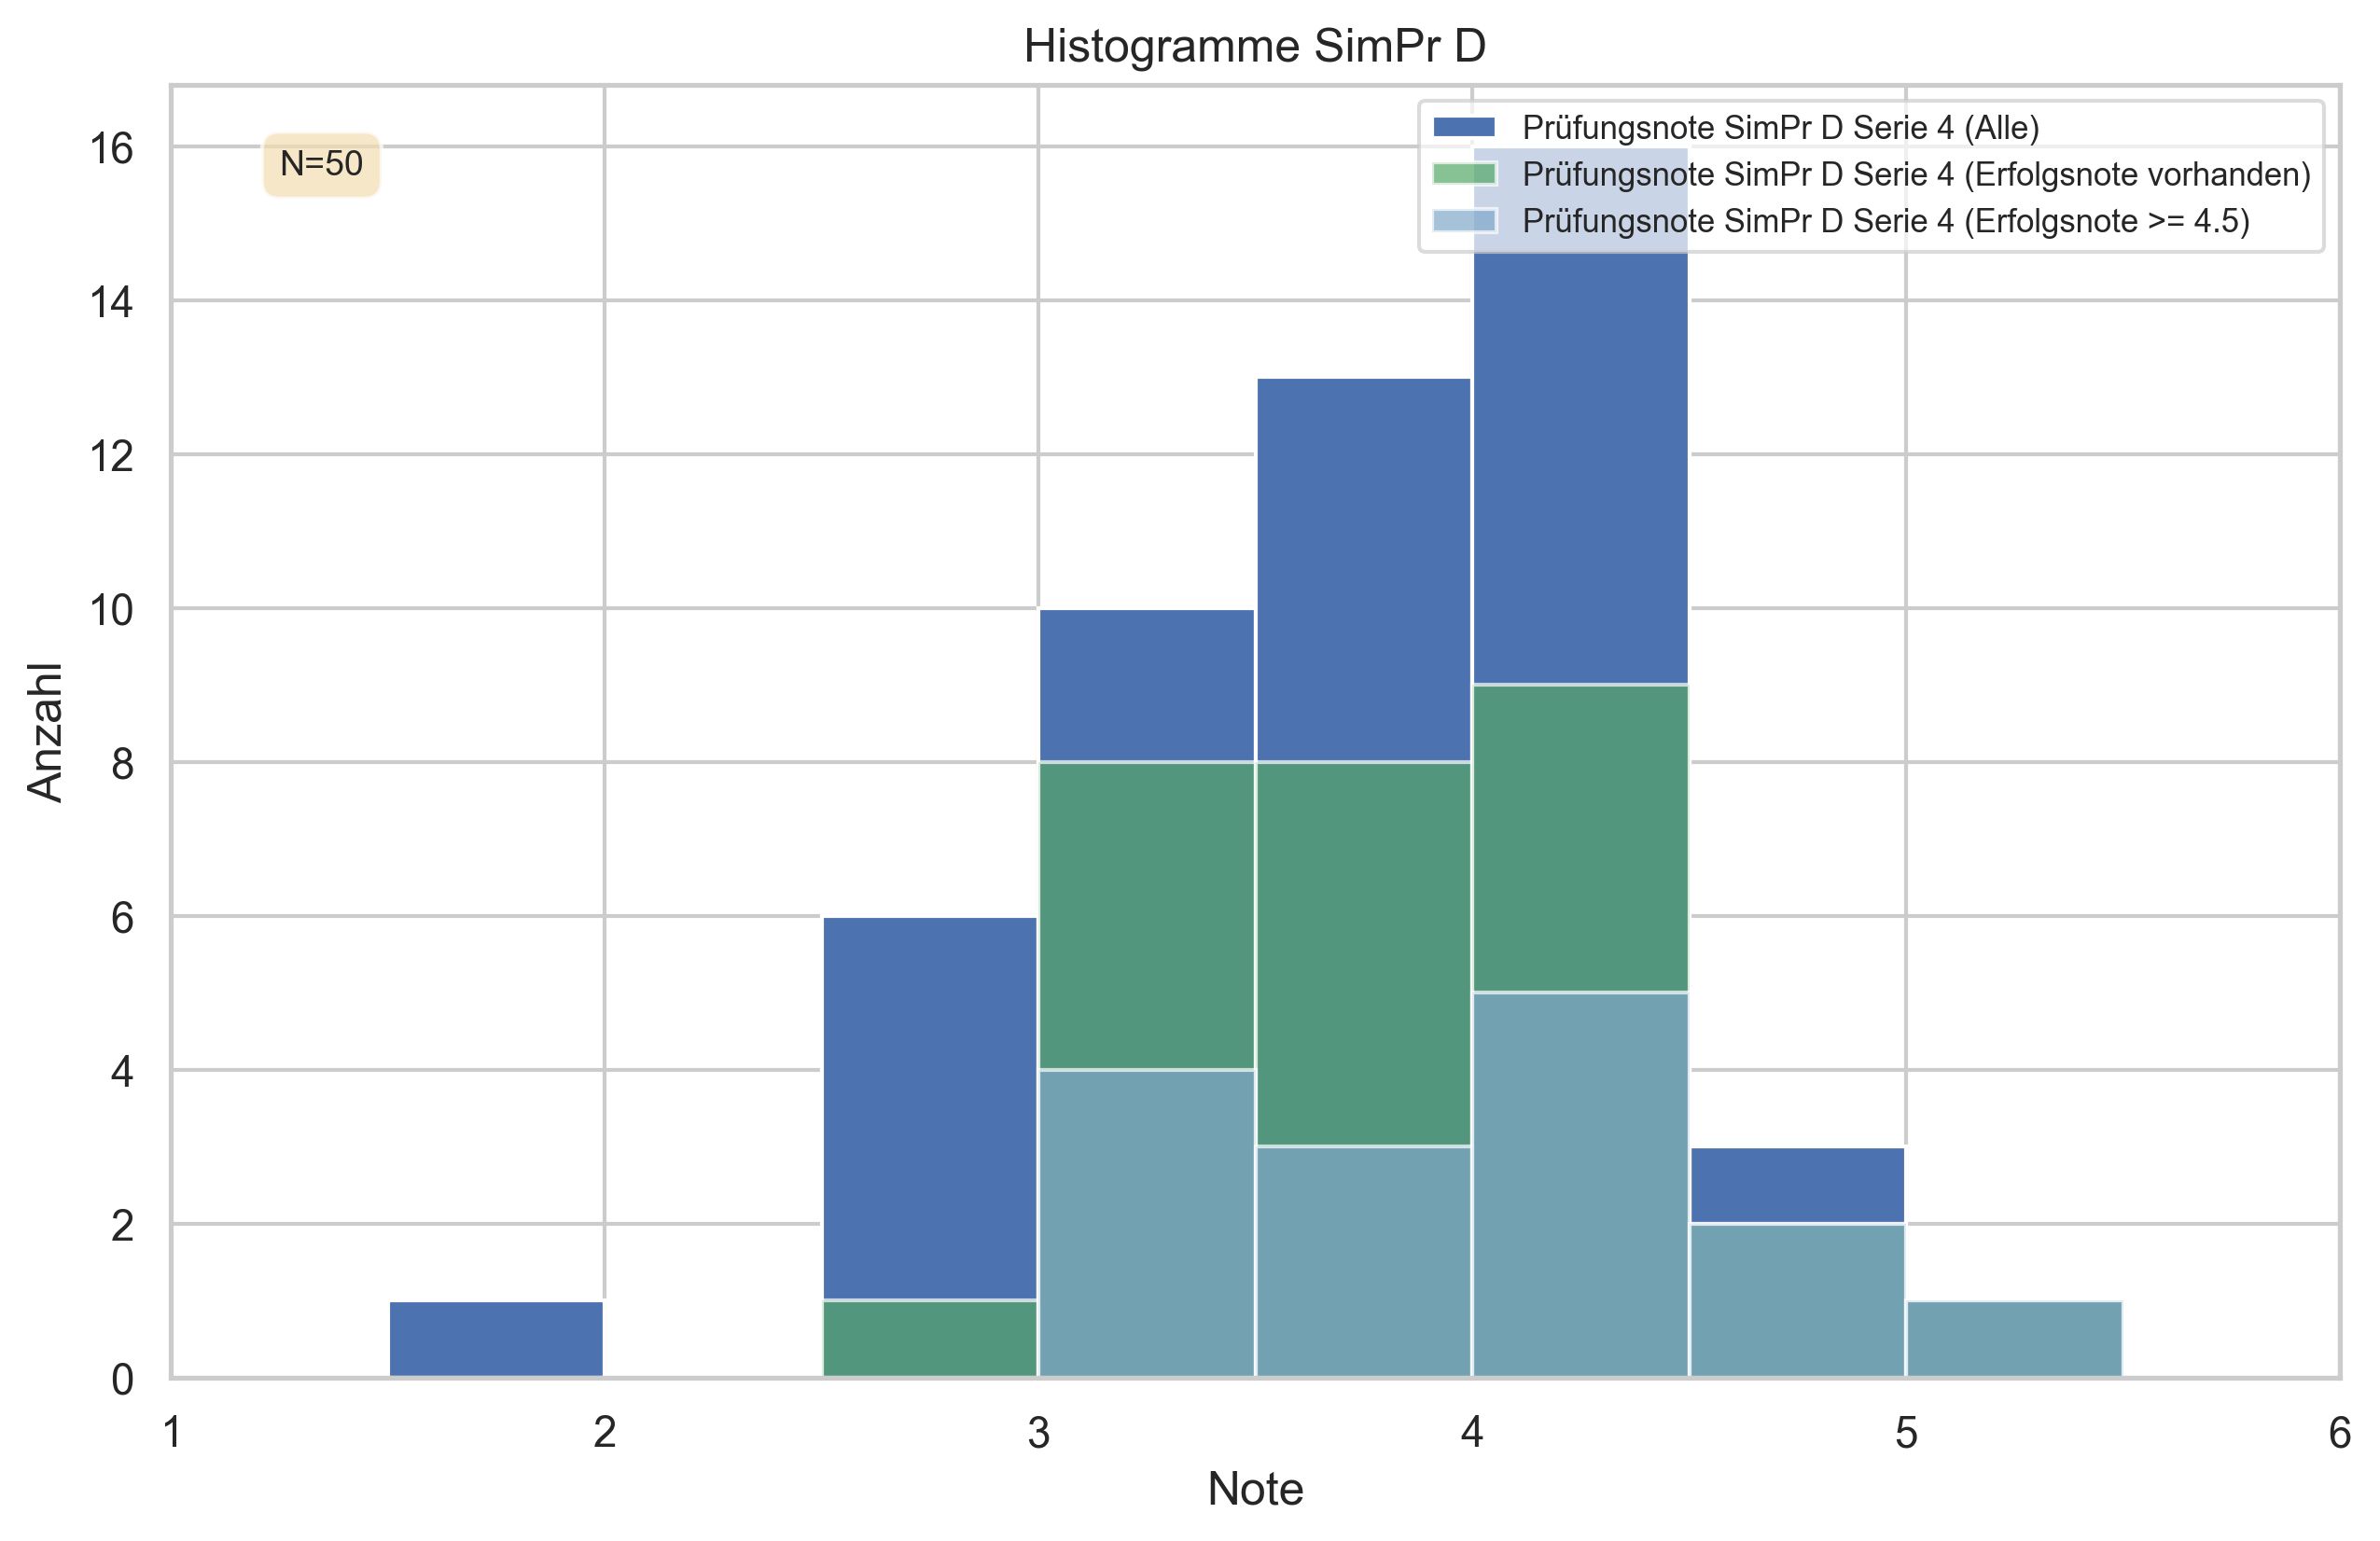 Histogramme SimPr D
N=50
Prüfungsnote SimPr D Serie 4 (Alle)
Prüfungsnote SimPr D Serie 4 (Erfolgsnote vorhanden)
Prüfungsnote SimPr D Serie 4 (Erfolgsnote >= 4.5)
Anzahl
16
14
12
10
8
6
4
2
0
1 2 3 4 5 6
Note